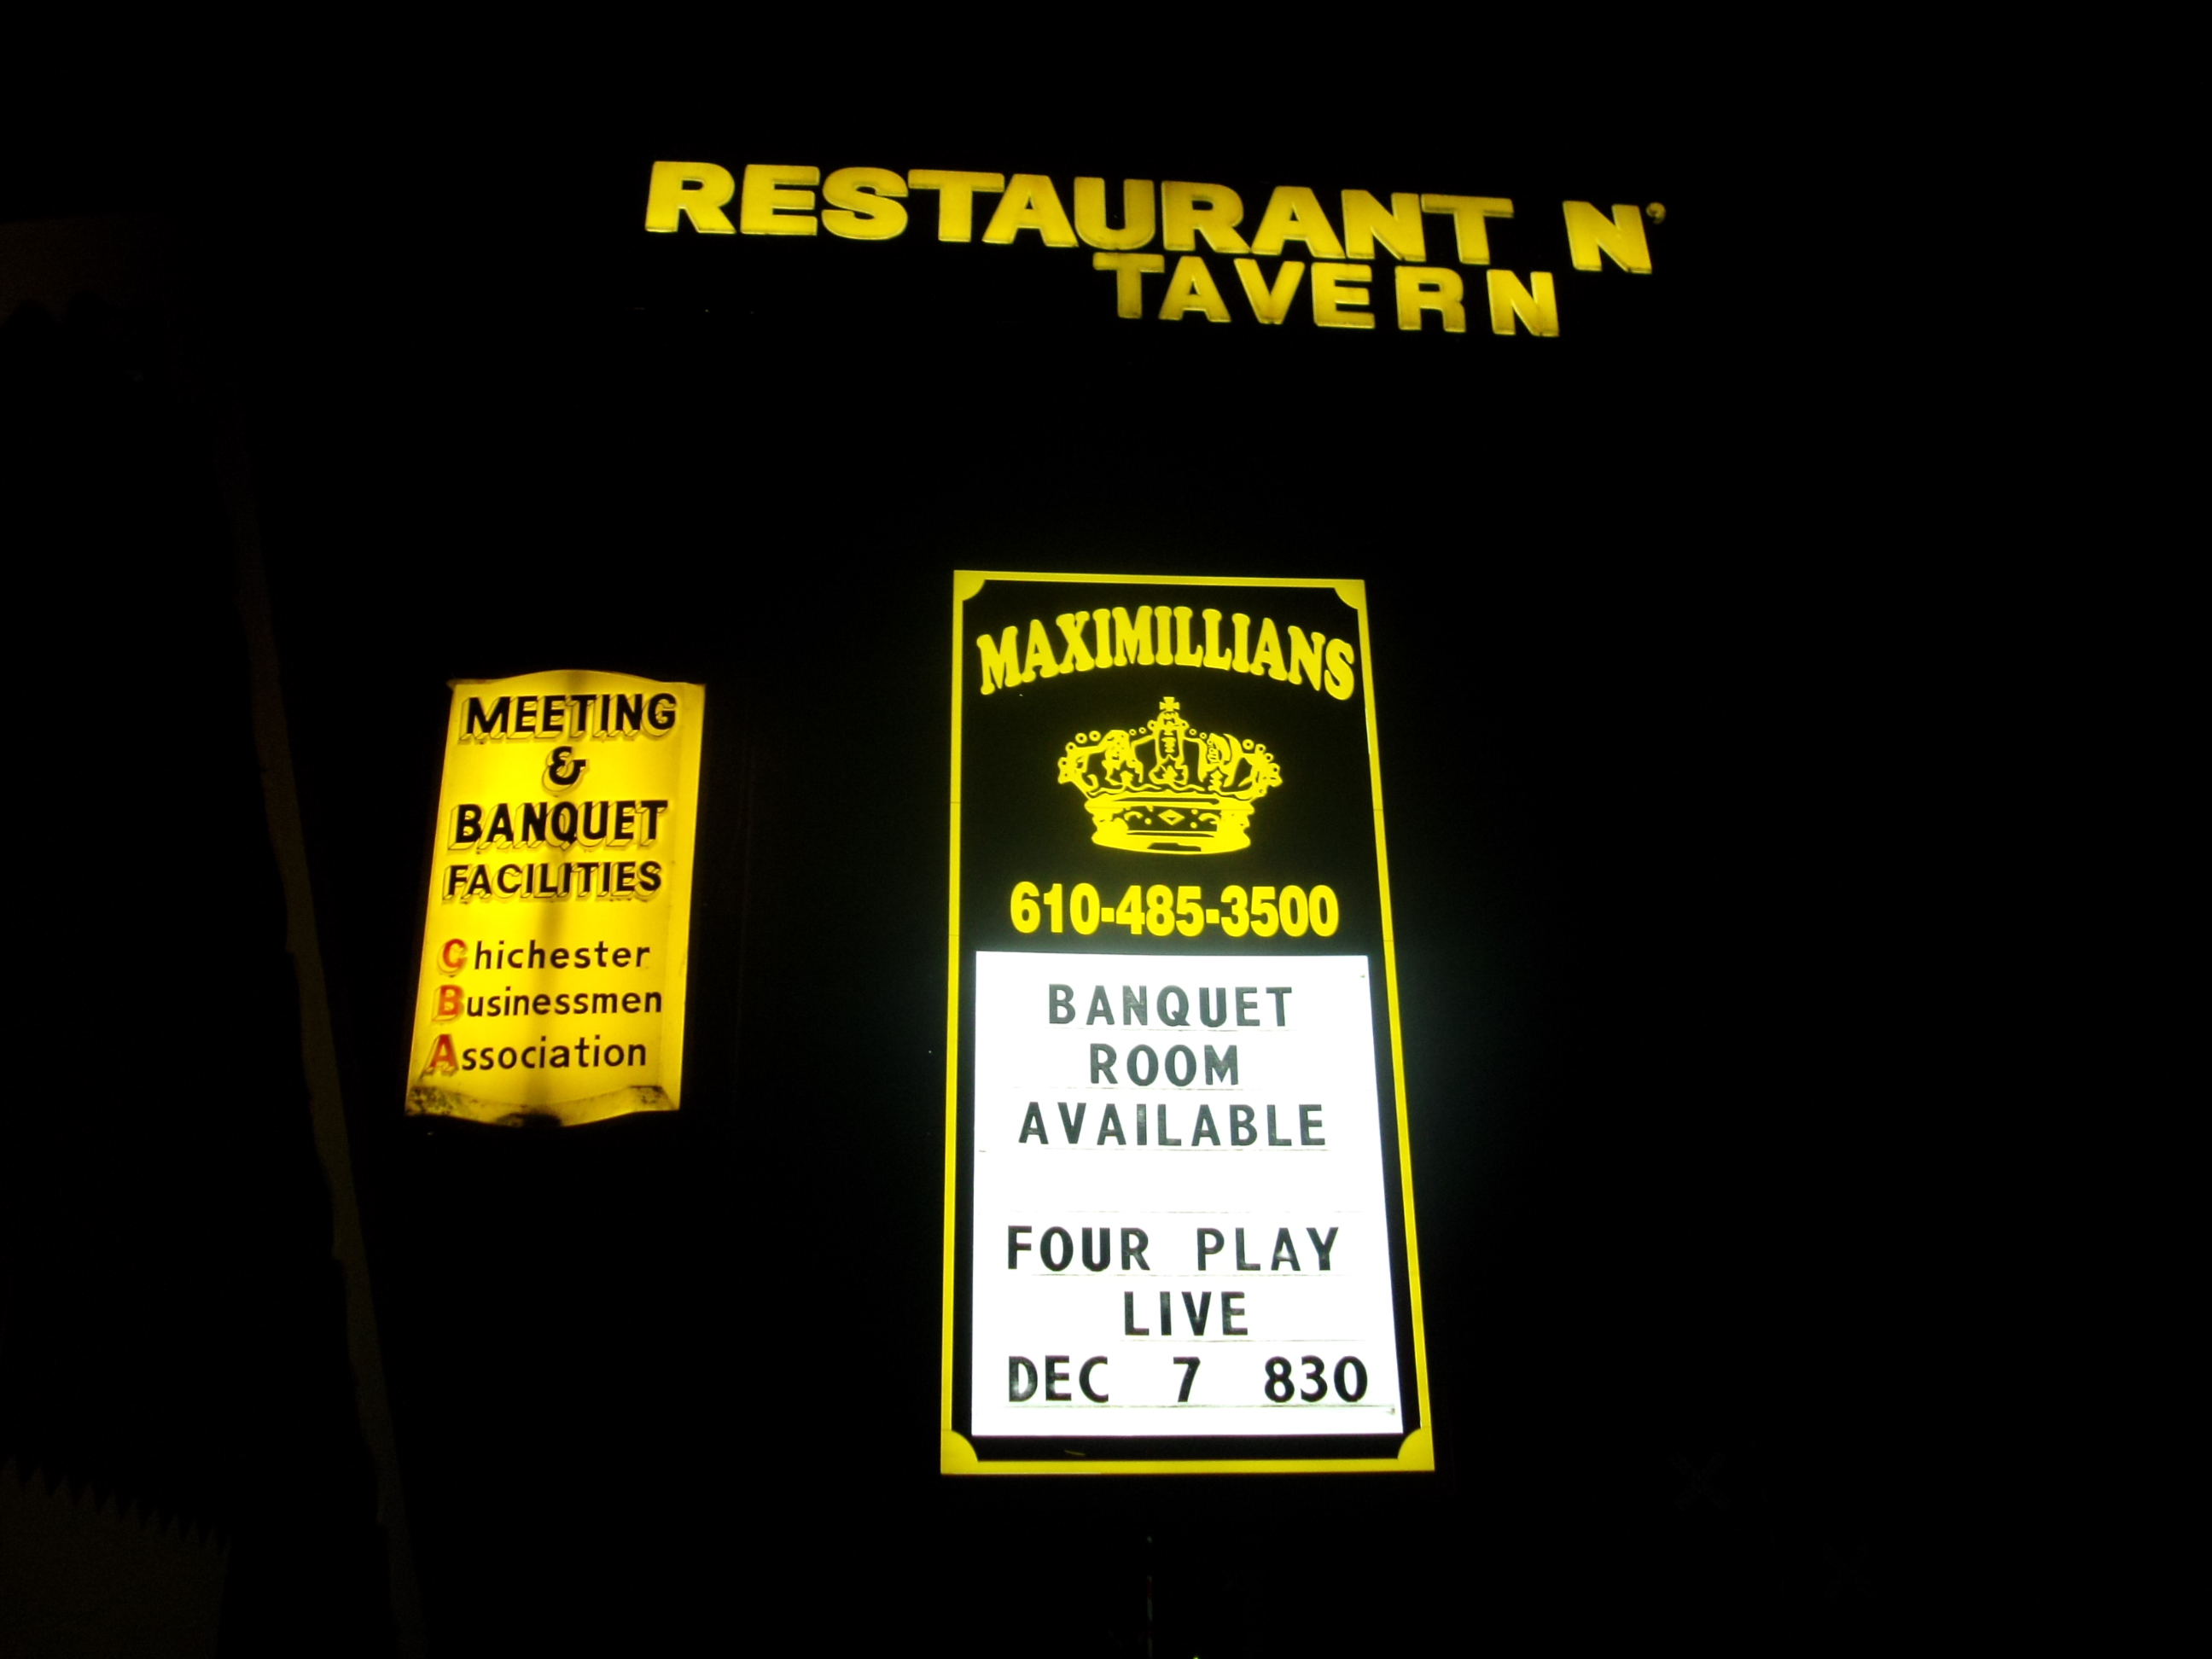 RESTAURANT N'
TAVERN
MEETING
&
BANQUET
FACILITIES
Chichester
Businessmen
Association
MAXIMILLIANS
610-485-3500
BANQUET
ROOM
AVAILABLE
FOUR PLAY
LIVE
DEC 7 830